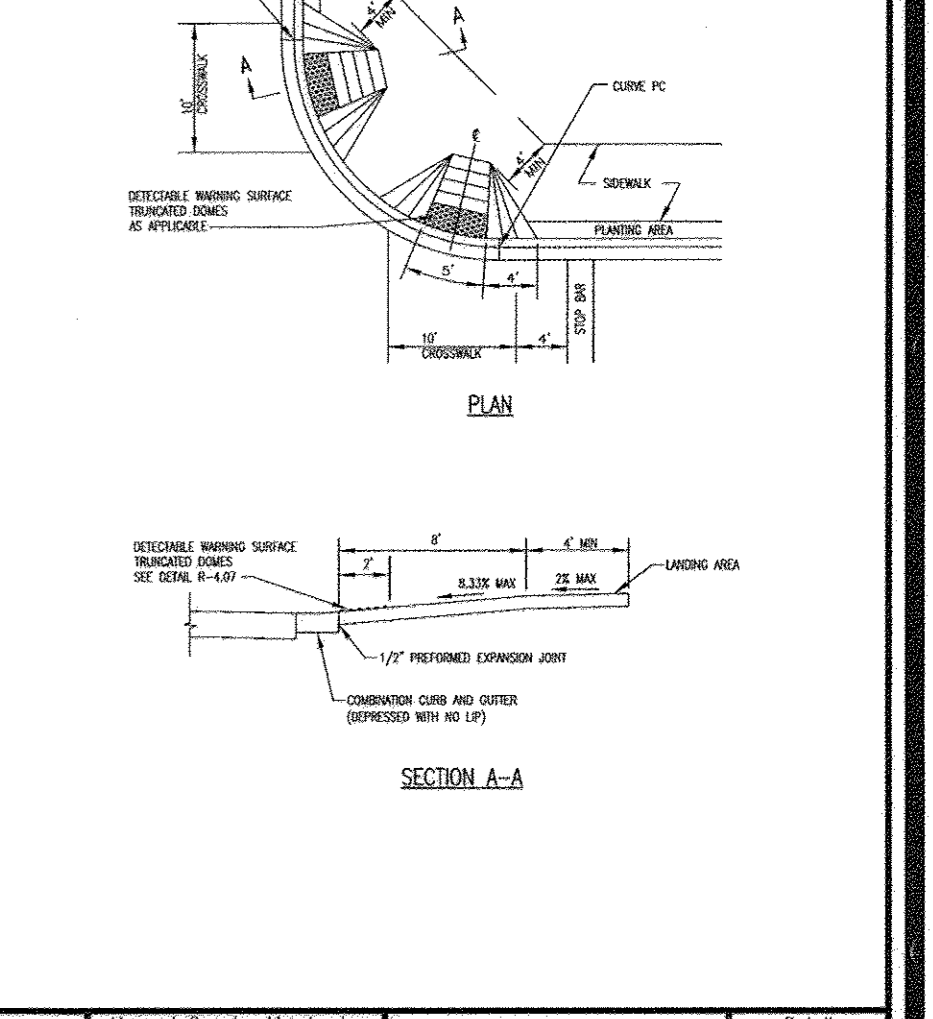 4'
MIN
A
A
10'
CROSSWALK
CURVE PC
℄
4'
MIN
SIDEWALK
DETECTABLE WARNING SURFACE
TRUNCATED DOMES
AS APPLICABLE
PLANTING AREA
5'
4'
STOP BAR
10'
CROSSWALK
4'
PLAN
DETECTABLE WARNING SURFACE
TRUNCATED DOMES
SEE DETAIL R-4.07
8'
4' MIN
2'
8.33% MAX
2% MAX
LANDING AREA
1/2" PREFORMED EXPANSION JOINT
COMBINATION CURB AND GUTTER
(DEPRESSED WITH NO LIP)
SECTION A-A